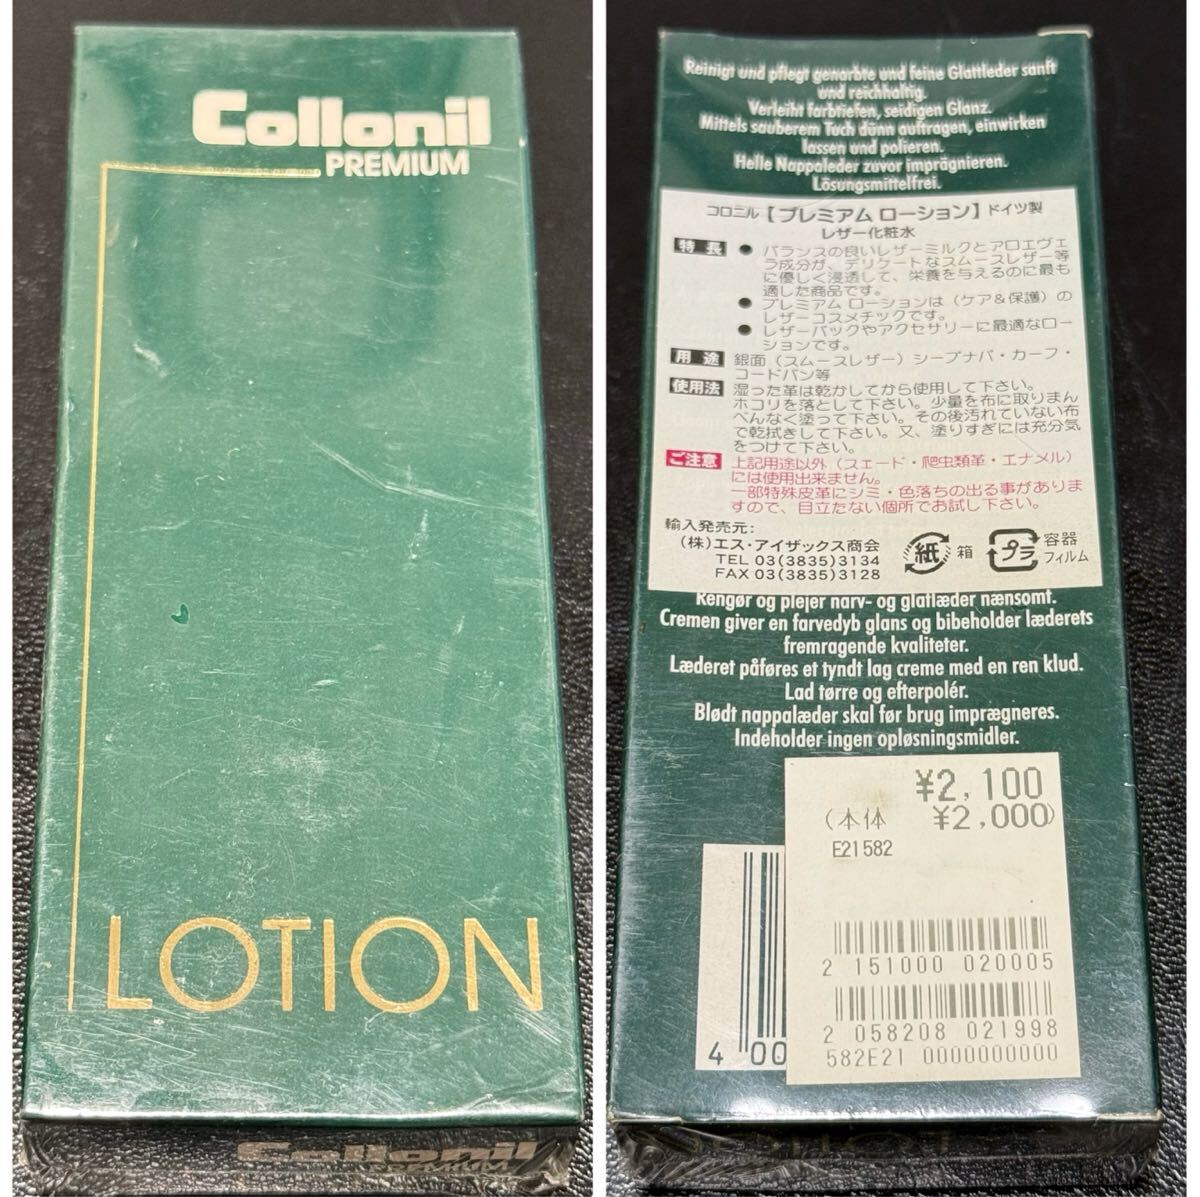 Collonil
PREMIUM
LOTION
Collonil
PREMIUM
Reinigt und pflegt genarbte und feine Glattleder sanft
und reichhaltig.
Verleiht farbtiefen, seidigen Glanz.
Mittels sauberem Tuch dünn auftragen, einwirken
lassen und polieren.
Helle Nappaleder zuvor imprägnieren.
Lösungsmittelfrei.
コロニル【プレミアム ローション】ドイツ製
レザー化粧水
特長 ● バランスの良いレザーミルクとアロエヴェ
ラ成分が、デリケートなスムースレザー等
に優しく浸透して、栄養を与えるのに最も
適した商品です。
● プレミアム ローションは（ケア＆保護）の
レザーコスメチックです。
● レザーバックやアクセサリーに最適なロー
ションです。
用途 銀面（スムースレザー）シープナパ・カーフ・
コードバン等
使用法 湿った革は乾かしてから使用して下さい。
ホコリを落として下さい。少量を布に取りまん
べんなく塗って下さい。その後汚れていない布
で乾拭きして下さい。又、塗りすぎには充分気
をつけて下さい。
ご注意 上記用途以外（スェード・爬虫類革・エナメル）
には使用出来ません。
一部特殊皮革にシミ・色落ちの出る事がありま
すので、目立たない個所でお試し下さい。
輸入発売元:
（株）エス・アイザックス商会
TEL 03(3835)3134
FAX 03(3835)3128
紙 箱 プラ 容器
フィルム
Rengør og plejer narv- og glatlæder nænsomt.
Cremen giver en farvedyb glans og bibeholder læderets
fremragende kvaliteter.
Læderet påføres et tyndt lag creme med en ren klud.
Lad tørre og efterpolér.
Blødt nappalæder skal før brug imprægneres.
Indeholder ingen opløsningsmidler.
¥2,100
(本体 ¥2,000)
E21582
2 151000 020005
2 058208 021998
582E21 0000000000
4 00